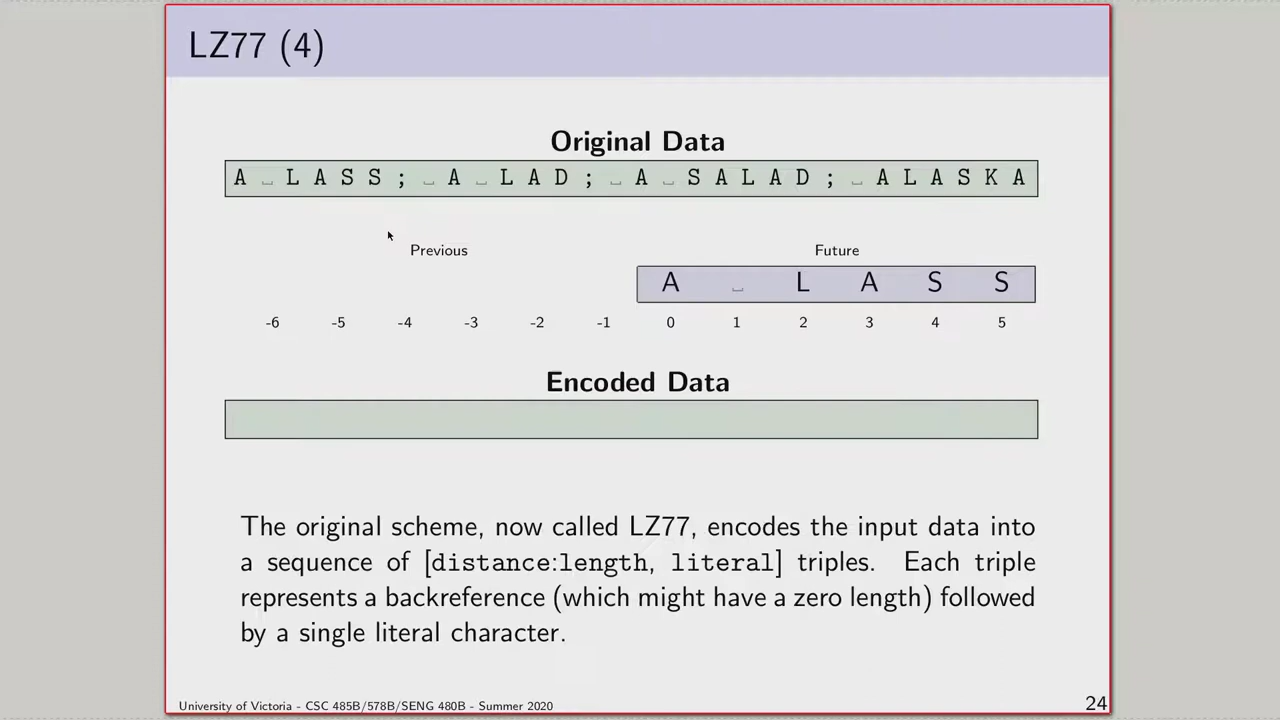 LZ77 (4)
Original Data
A ␣ L A S S ; ␣ A ␣ L A D ; ␣ A ␣ S A L A D ; ␣ A L A S K A
Previous Future
A ␣ L A S S
-6 -5 -4 -3 -2 -1 0 1 2 3 4 5
Encoded Data
The original scheme, now called LZ77, encodes the input data into
a sequence of [distance:length, literal] triples. Each triple
represents a backreference (which might have a zero length) followed
by a single literal character.
University of Victoria - CSC 485B/578B/SENG 480B - Summer 2020
24